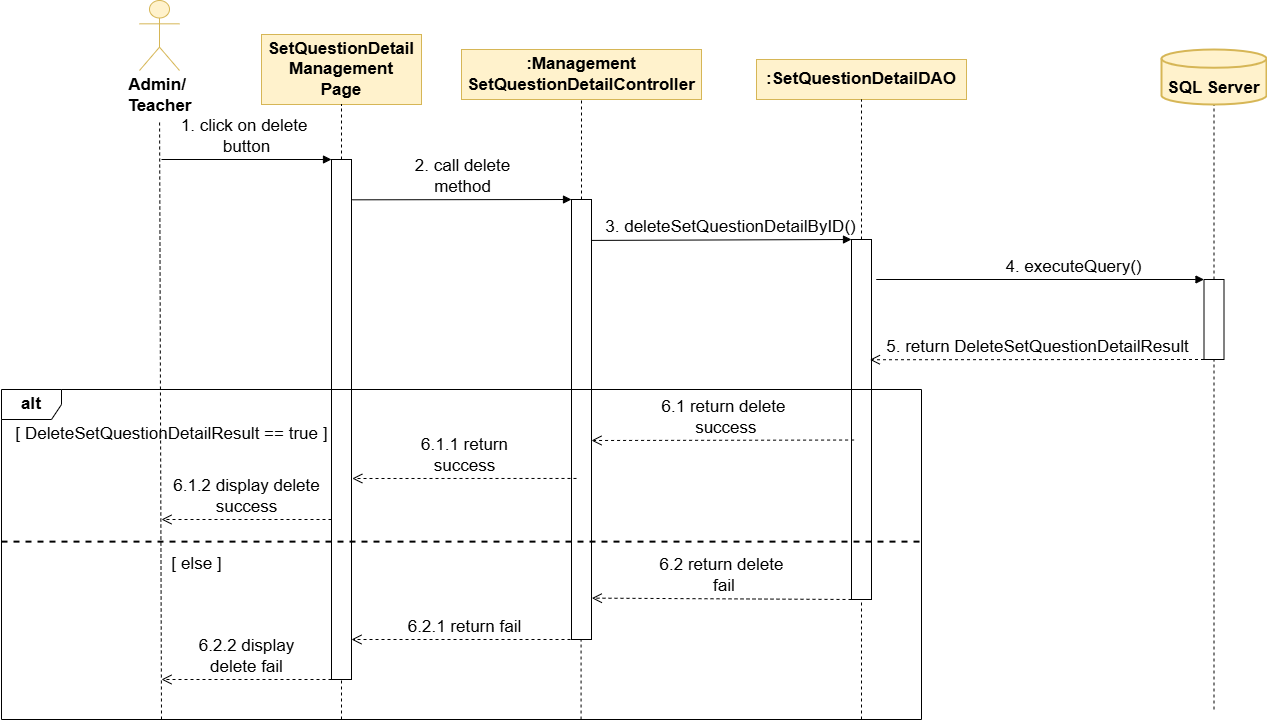 Admin/
Teacher
SetQuestionDetail
Management
Page
:Management
SetQuestionDetailController
:SetQuestionDetailDAO
SQL Server
1. click on delete
button
2. call delete
method
3. deleteSetQuestionDetailByID()
4. executeQuery()
5. return DeleteSetQuestionDetailResult
alt
[ DeleteSetQuestionDetailResult == true ]
6.1 return delete
success
6.1.1 return
success
6.1.2 display delete
success
[ else ]
6.2 return delete
fail
6.2.1 return fail
6.2.2 display
delete fail